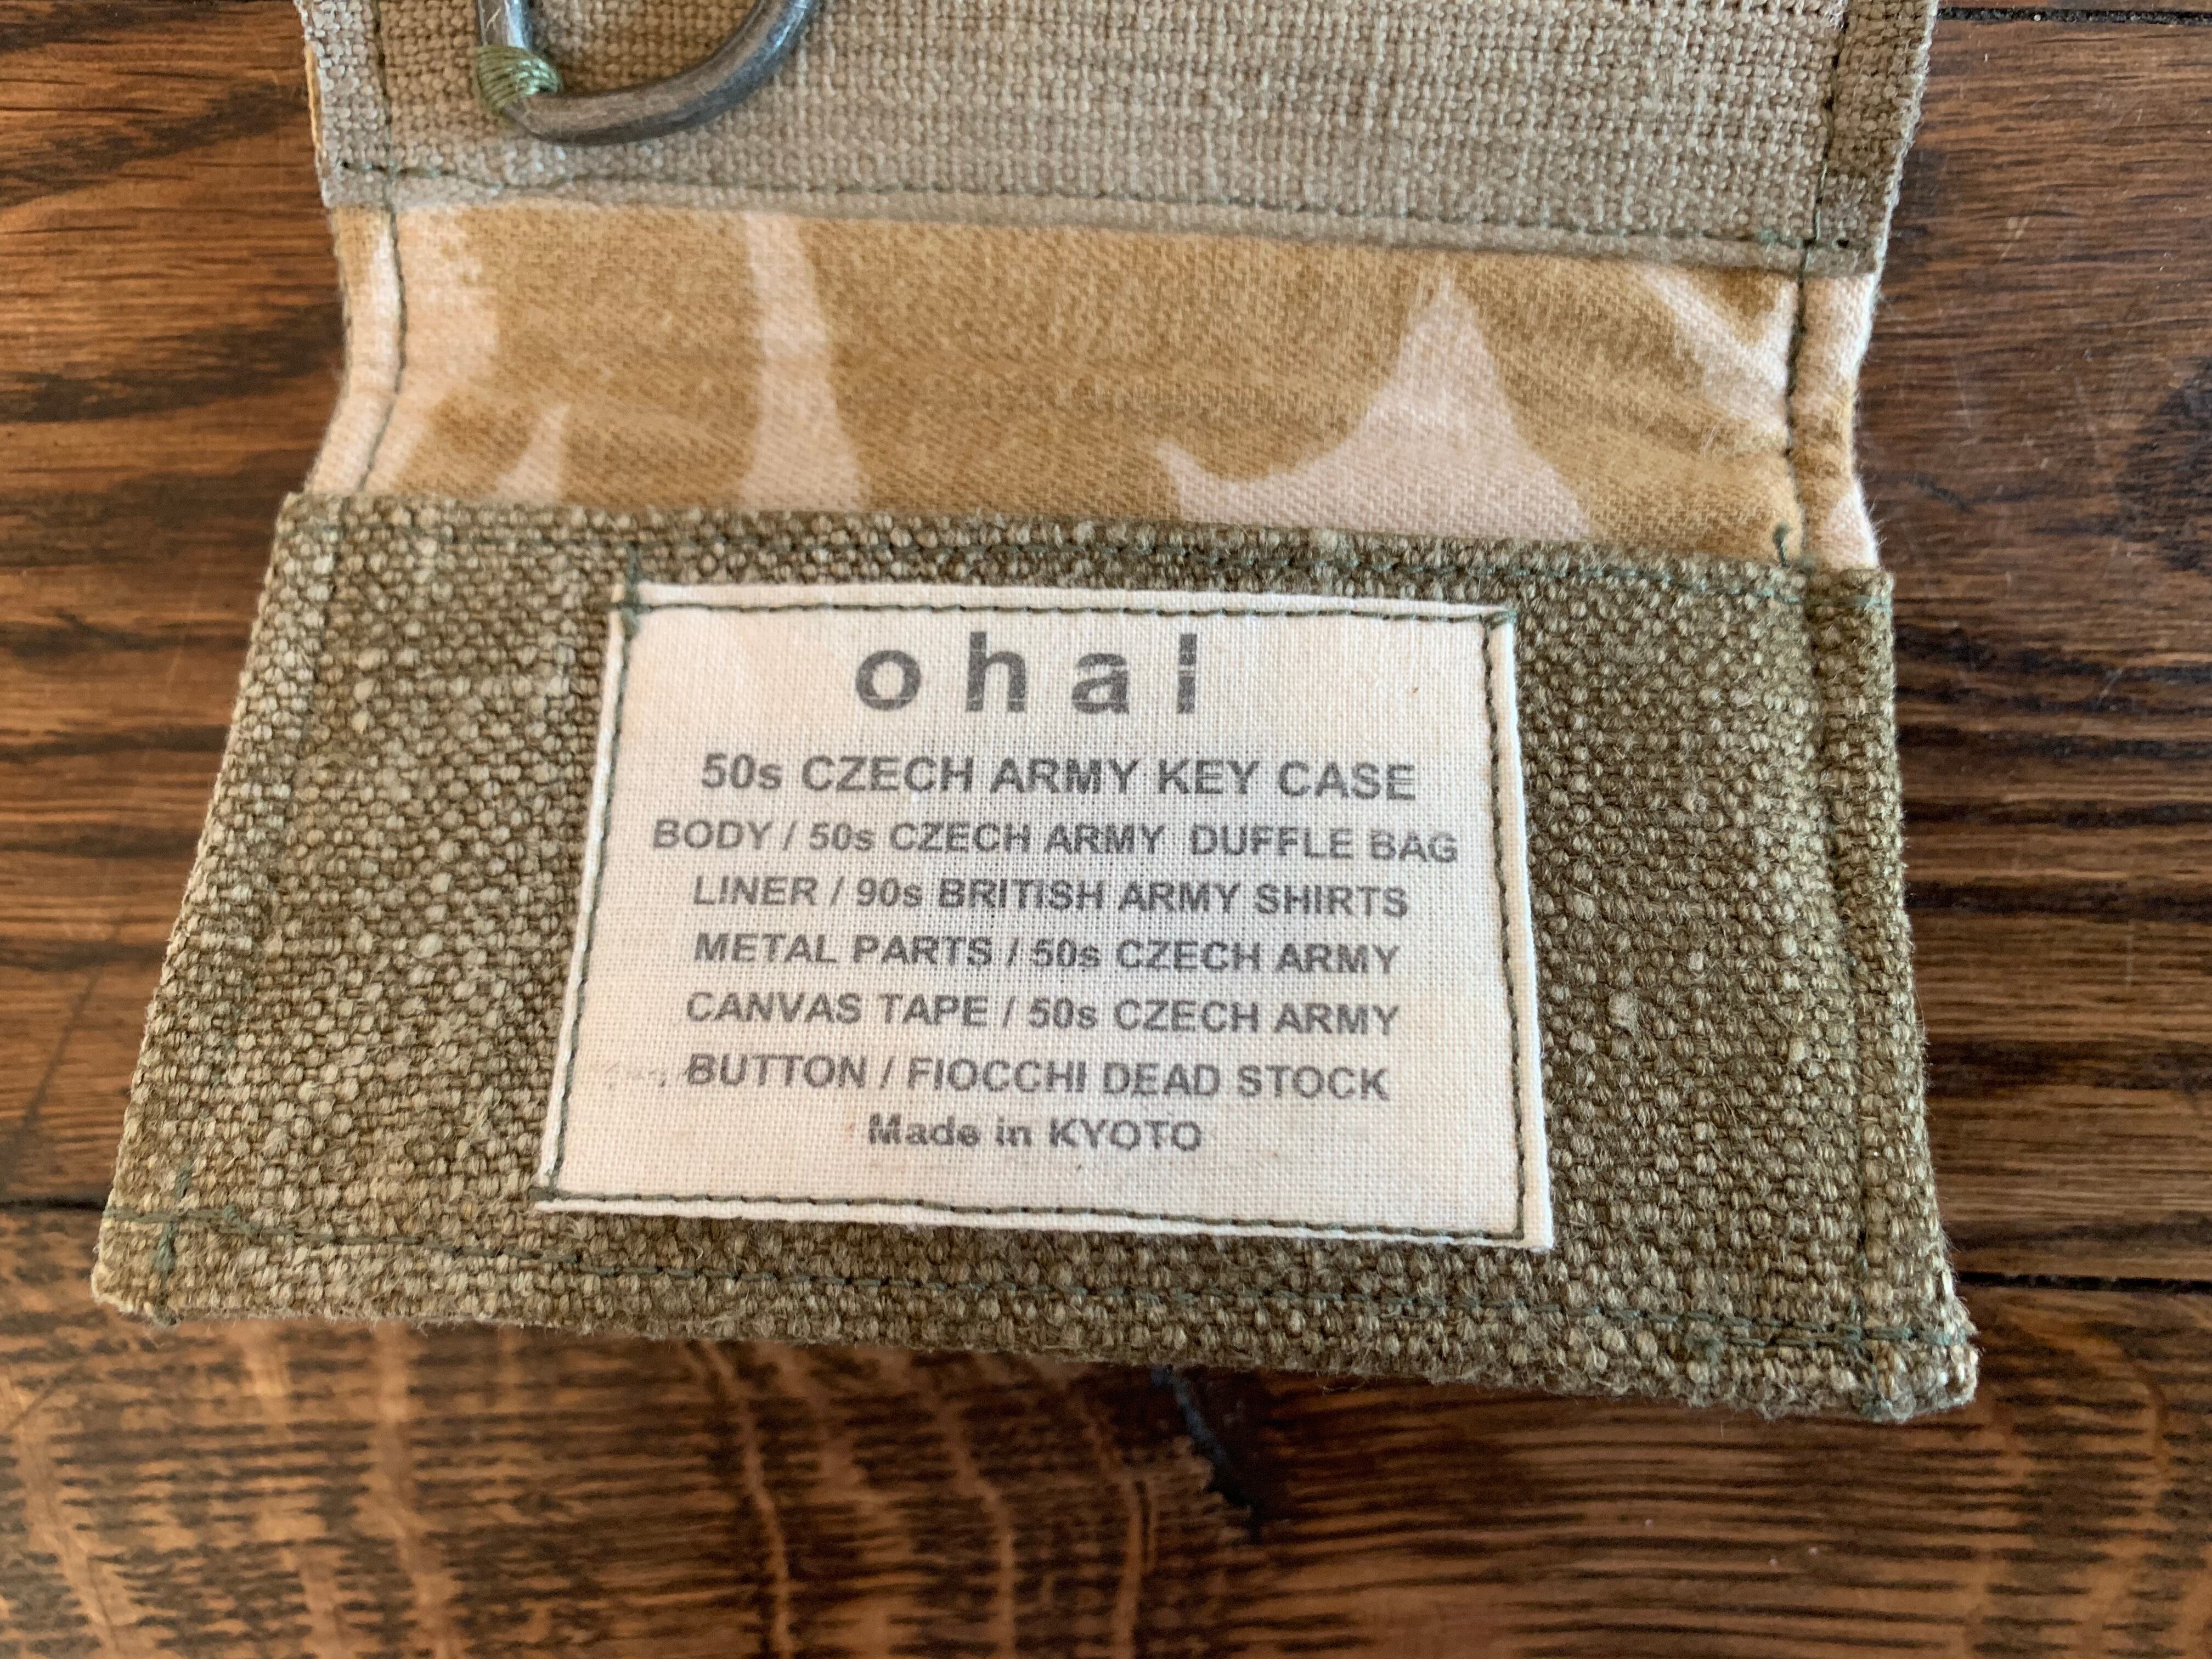 ohal
50s CZECH ARMY KEY CASE
BODY / 50s CZECH ARMY DUFFLE BAG
LINER / 90s BRITISH ARMY SHIRTS
METAL PARTS / 50s CZECH ARMY
CANVAS TAPE / 50s CZECH ARMY
BUTTON / FIOCCHI DEAD STOCK
Made in KYOTO